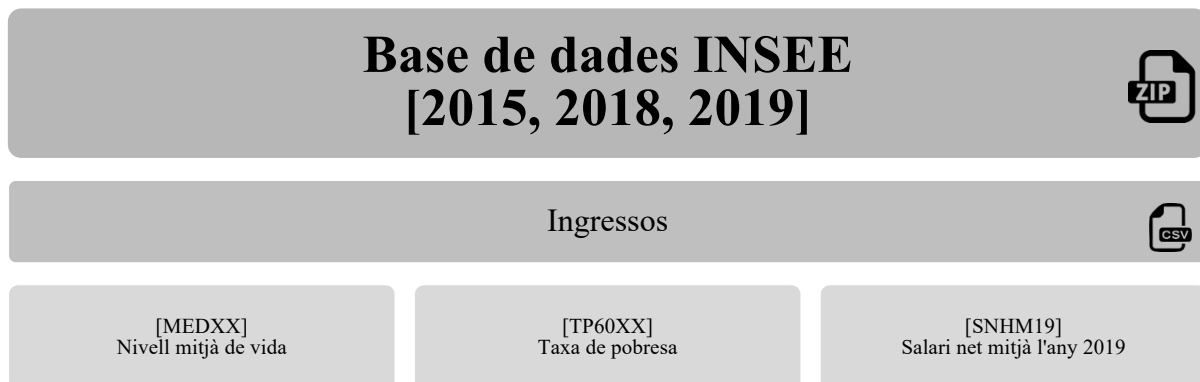 Base de dades INSEE
[2015, 2018, 2019]
ZIP
Ingressos
CSV
[MEDXX]
Nivell mitjà de vida
[TP60XX]
Taxa de pobresa
[SNHM19]
Salari net mitjà l'any 2019